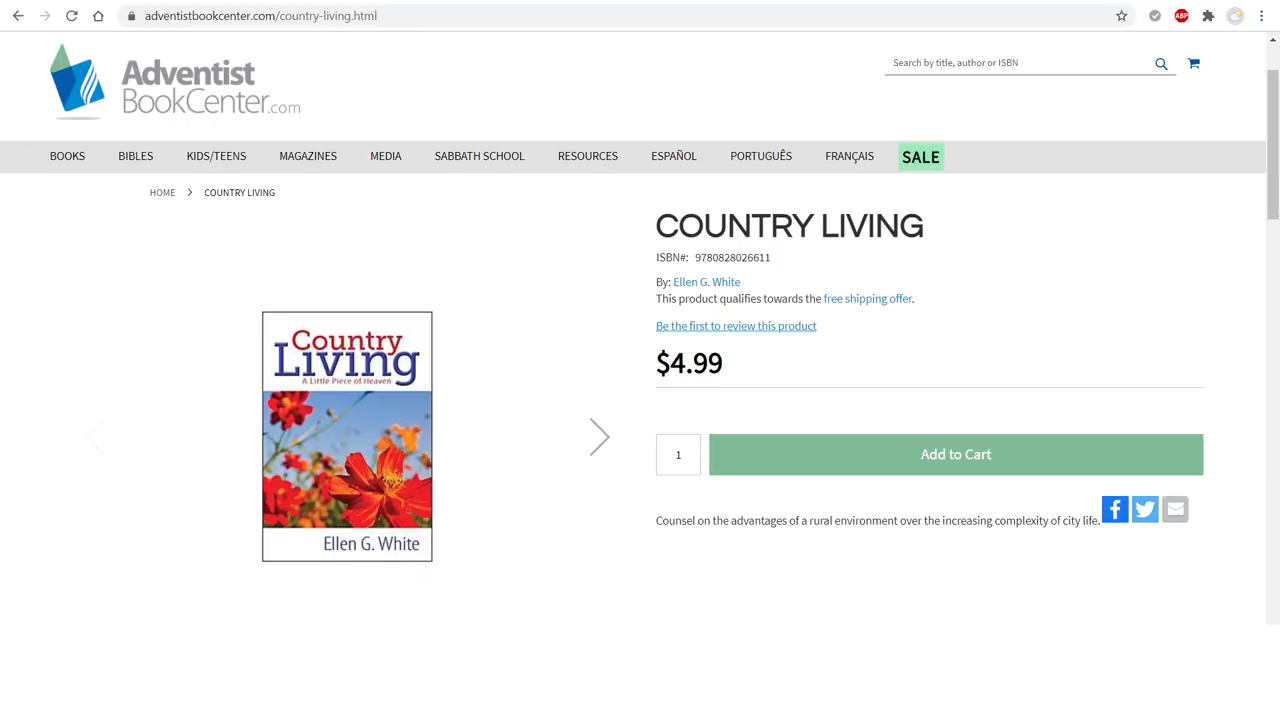 adventistbookcenter.com/country-living.html
ABP
Adventist
BookCenter.com
Search by title, author or ISBN
BOOKS BIBLES KIDS/TEENS MAGAZINES MEDIA SABBATH SCHOOL RESOURCES ESPAÑOL PORTUGUÊS FRANÇAIS SALE
HOME COUNTRY LIVING
COUNTRY LIVING
ISBN#: 9780828026611
By: Ellen G. White
This product qualifies towards the free shipping offer.
Be the first to review this product
$4.99
1 Add to Cart
Counsel on the advantages of a rural environment over the increasing complexity of city life.
Country
Living
A Little Piece of Heaven
Ellen G. White